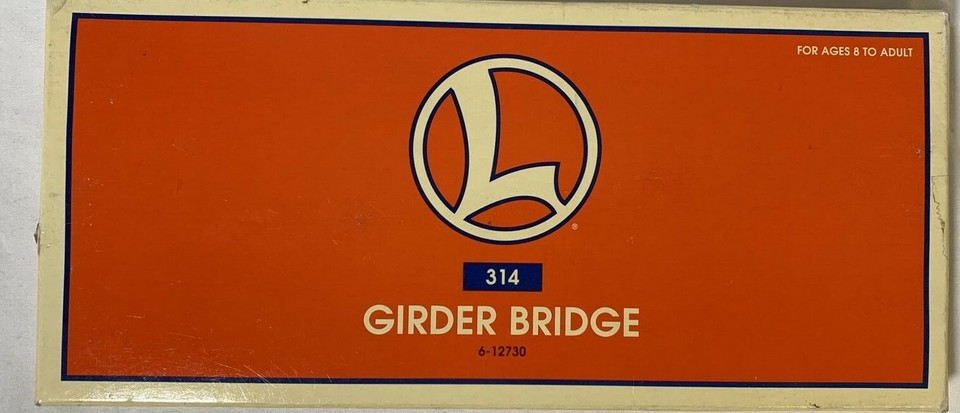 FOR AGES 8 TO ADULT
L
®
314
GIRDER BRIDGE
6-12730